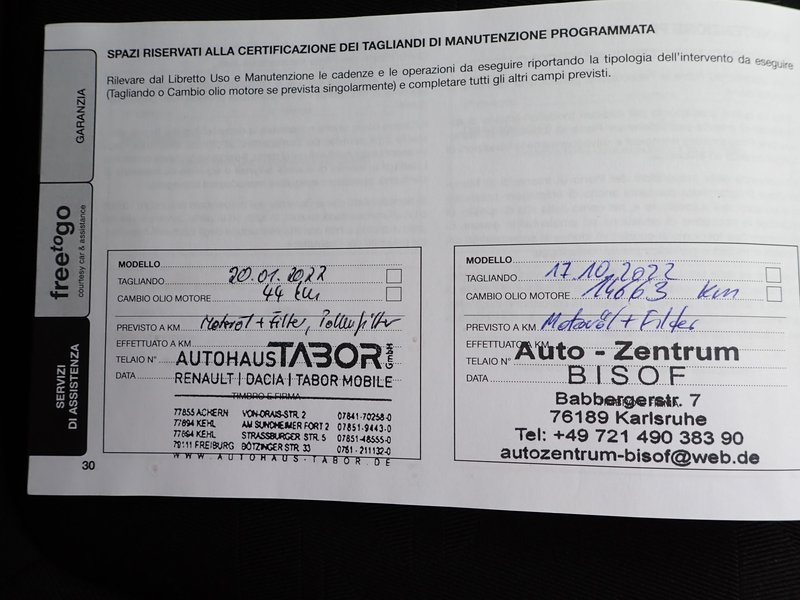 SPAZI RISERVATI ALLA CERTIFICAZIONE DEI TAGLIANDI DI MANUTENZIONE PROGRAMMATA
Rilevare dal Libretto Uso e Manutenzione le cadenze e le operazioni da eseguire riportando la tipologia dell'intervento da eseguire
(Tagliando o Cambio olio motore se prevista singolarmente) e completare tutti gli altri campi previsti.
GARANZIA
freetogo
courtesy car & assistance
SERVIZI
DI ASSISTENZA
30
MODELLO
TAGLIANDO 20.01.2022
CAMBIO OLIO MOTORE 44 km
PREVISTO A KM Motoröl + Filter, Pollenfilter
EFFETTUATO A KM
TELAIO N° AUTOHAUS TABOR GmbH
DATA RENAULT | DACIA | TABOR MOBILE
TIMBRO E FIRMA
77855 ACHERN VON-DRAIS-STR. 2 07841-70258-0
77694 KEHL AM SUNDHEIMER FORT 2 07851-9443-0
77694 KEHL STRASSBURGER STR. 5 07851-48555-0
79111 FREIBURG BÖTZINGER STR. 33 0761-211132-0
WWW.AUTOHAUS-TABOR.DE
MODELLO
TAGLIANDO 17.10.2022
CAMBIO OLIO MOTORE 14663 km
PREVISTO A KM Motoröl + Filter
EFFETTUATO A KM
Auto - Zentrum
TELAIO N°
DATA BISOF
Babbergerstr. 7
76189 Karlsruhe
Tel: +49 721 490 383 90
autozentrum-bisof@web.de